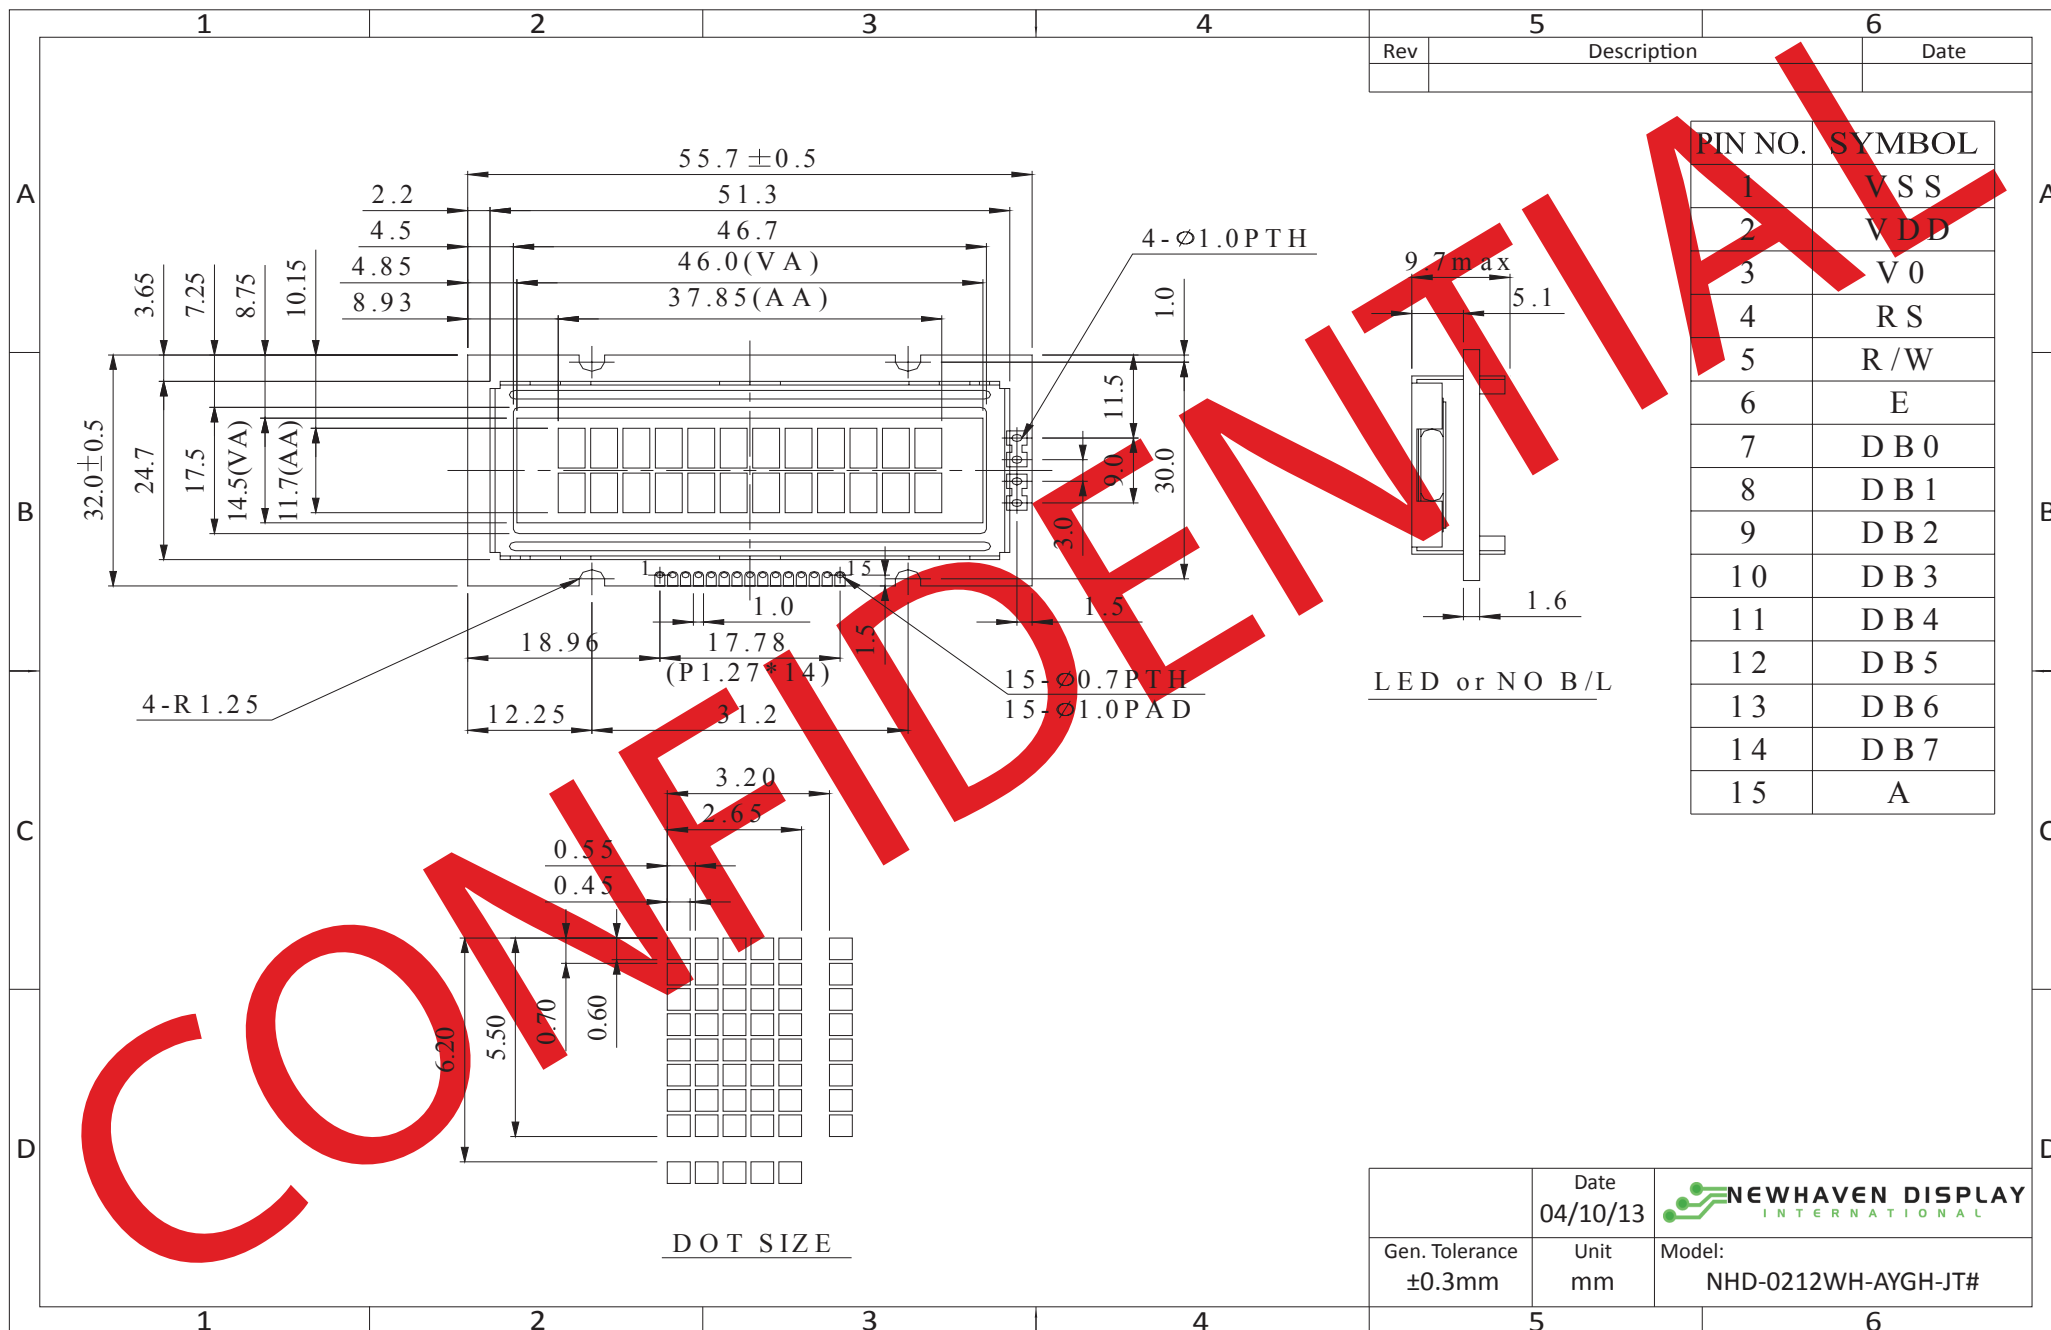 1 2 3 4 5 6
Rev Description Date
A A
B B
C C
D D
PIN NO. SYMBOL
1 VSS
2 VDD
3 V0
4 RS
5 R/W
6 E
7 DB0
8 DB1
9 DB2
10 DB3
11 DB4
12 DB5
13 DB6
14 DB7
15 A
55.7 ±0.5
2.2 51.3
4.5 46.7
4.85 46.0(VA)
8.93 37.85(AA)
3.65
7.25
8.75
10.15
32.0±0.5
24.7
17.5
14.5(VA)
11.7(AA)
4-Ø1.0PTH
1.0
11.5
9.0
30.0
3.0
1 15
1.0
1.5
1.5
18.96 17.78
(P1.27*14)
15-Ø0.7PTH
15-Ø1.0PAD
4-R1.25
12.25 31.2
9.7max
5.1
1.6
LED or NO B/L
3.20
2.65
0.55
0.45
6.20
5.50
0.70
0.60
DOT SIZE
CONFIDENTIAL
Date
04/10/13
NEWHAVEN DISPLAY
INTERNATIONAL
Gen. Tolerance
±0.3mm
Unit
mm
Model:
NHD-0212WH-AYGH-JT#
1 2 3 4 5 6